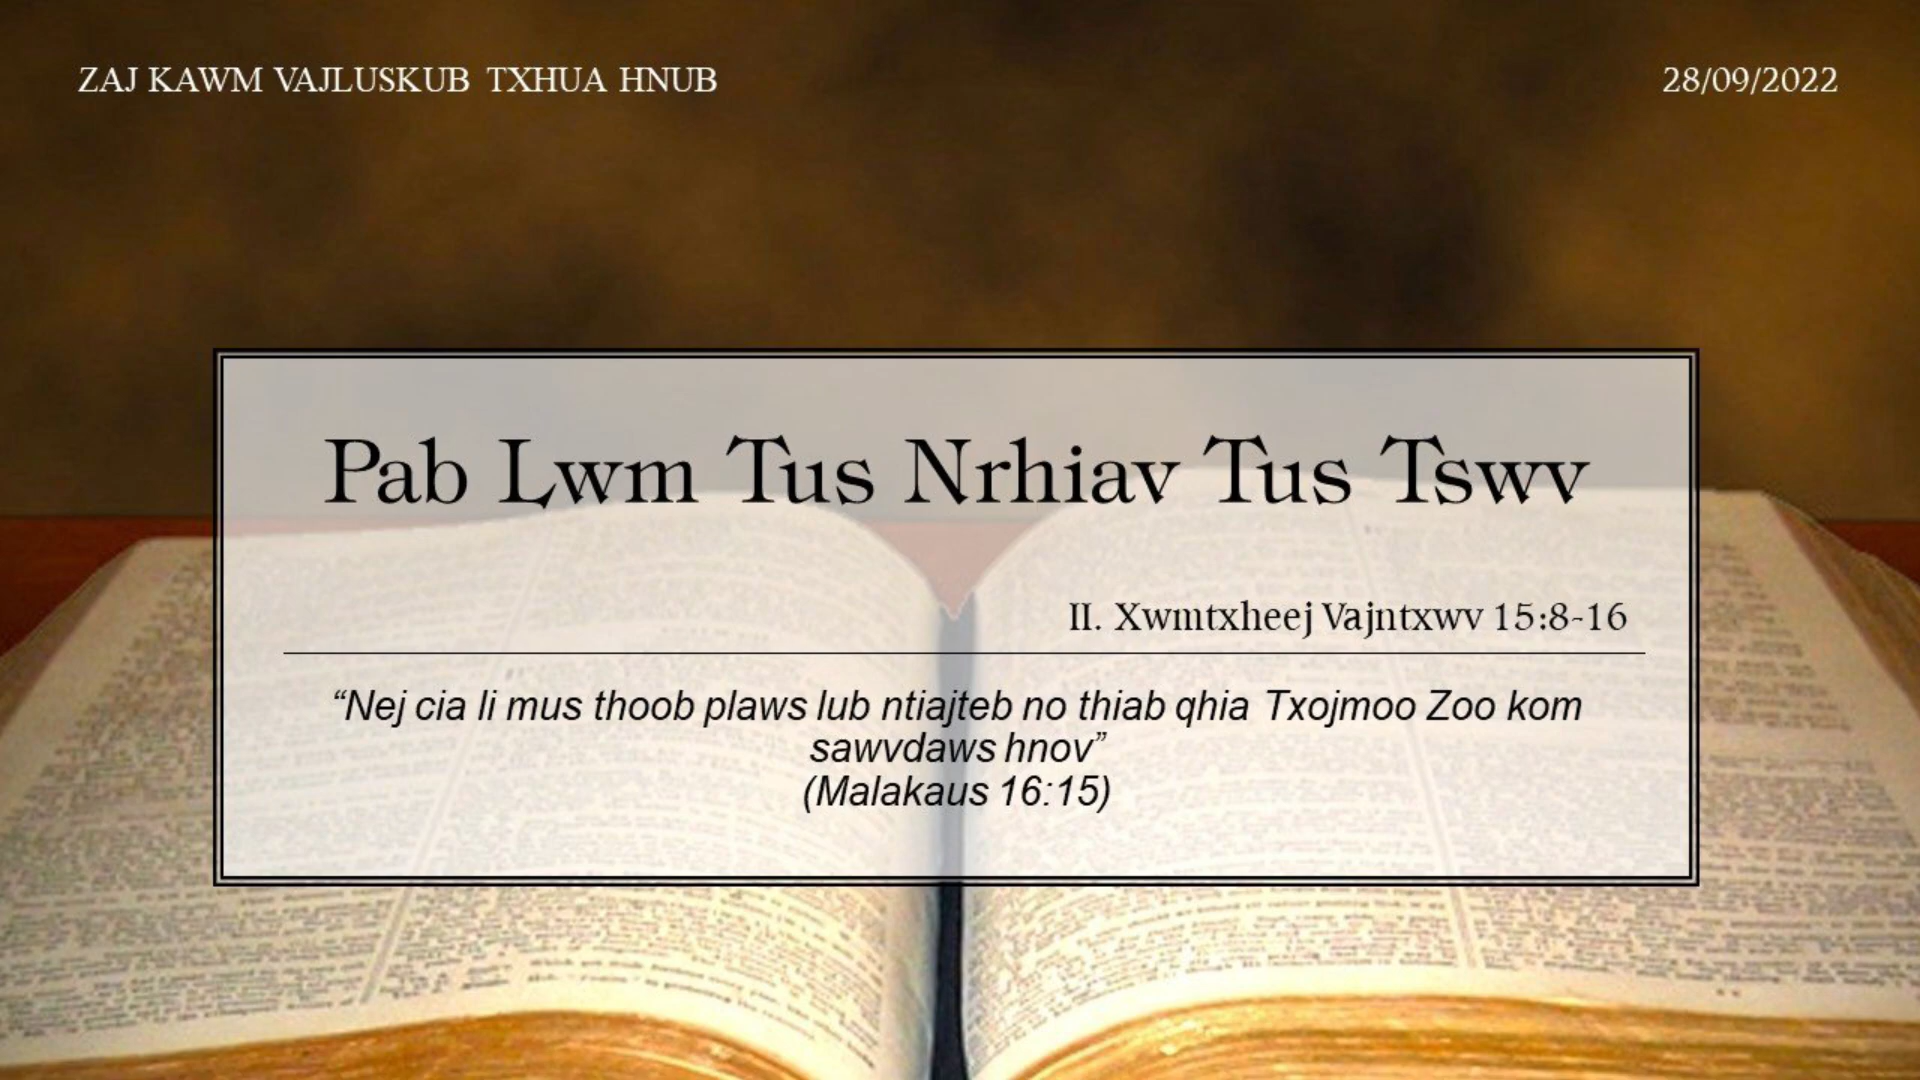 ZAJ KAWM VAJLUSKUB TXHUA HNUB
28/09/2022
Pab Lwm Tus Nrhiav Tus Tswv
II. Xwmtxheej Vajntxwv 15:8-16
“Nej cia li mus thoob plaws lub ntiajteb no thiab qhia Txojmoo Zoo kom
sawvdaws hnov”
(Malakaus 16:15)